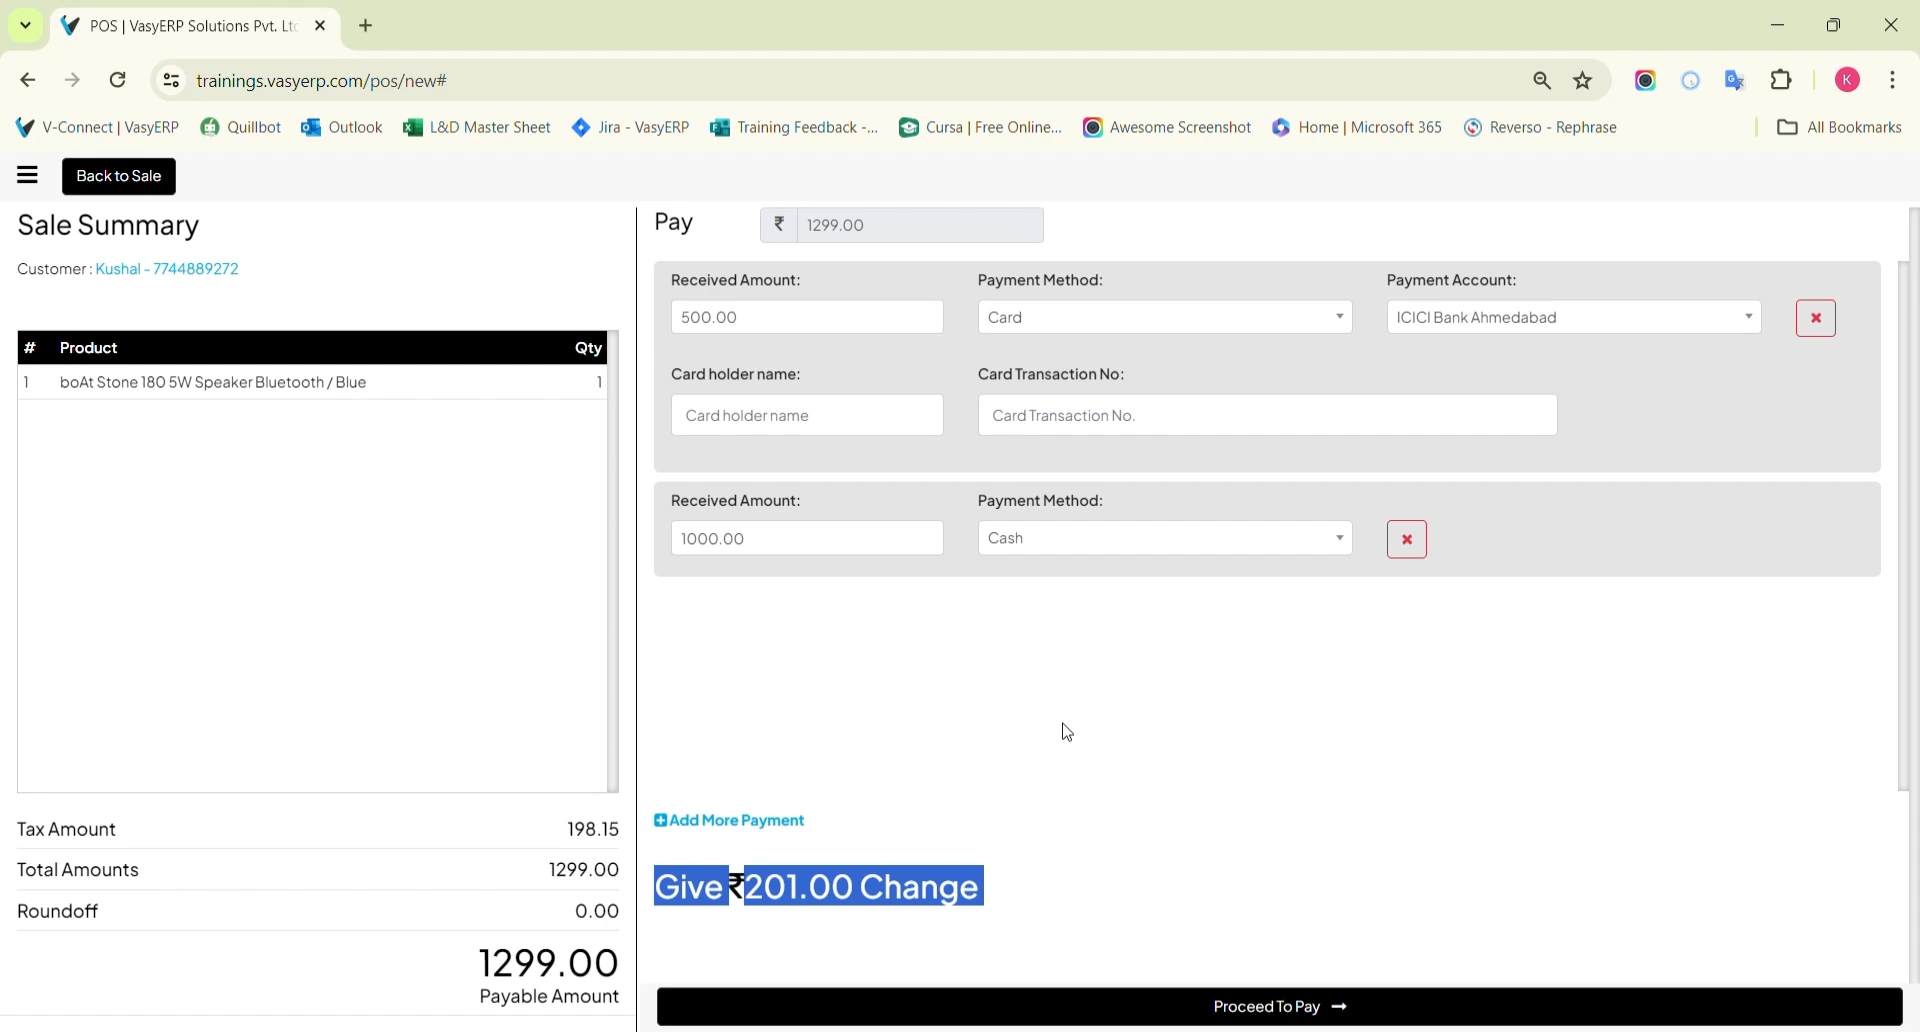 POS | VasyERP Solutions Pvt. Ltd
trainings.vasyerp.com/pos/new#
V-Connect | VasyERP
Quillbot
Outlook
L&D Master Sheet
Jira - VasyERP
Training Feedback -...
Cursa | Free Online...
Awesome Screenshot
Home | Microsoft 365
Reverso - Rephrase
All Bookmarks
K
Back to Sale
Sale Summary
Customer : Kushal - 7744889272
# Product Qty
1 boAt Stone 180 5W Speaker Bluetooth / Blue 1
Tax Amount 198.15
Total Amounts 1299.00
Roundoff 0.00
1299.00
Payable Amount
Pay ₹ 1299.00
Received Amount: Payment Method: Payment Account:
500.00 Card ICICI Bank Ahmedabad
Card holder name: Card Transaction No:
Card holder name Card Transaction No.
Received Amount: Payment Method:
1000.00 Cash
Add More Payment
Give ₹201.00 Change
Proceed To Pay